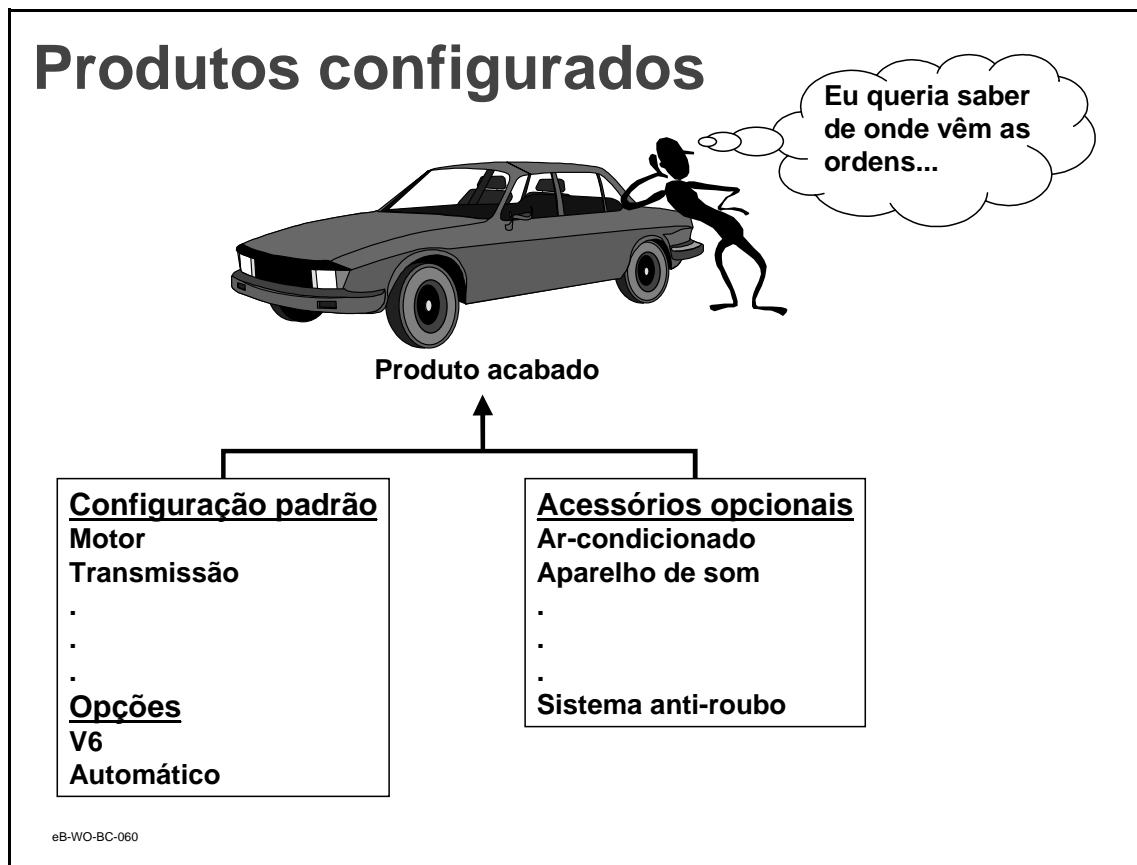 Produtos configurados
Eu queria saber
de onde vêm as
ordens...
Produto acabado
Configuração padrão
Motor
Transmissão
.
.
.
Opções
V6
Automático
Acessórios opcionais
Ar-condicionado
Aparelho de som
.
.
.
Sistema anti-roubo
eB-WO-BC-060